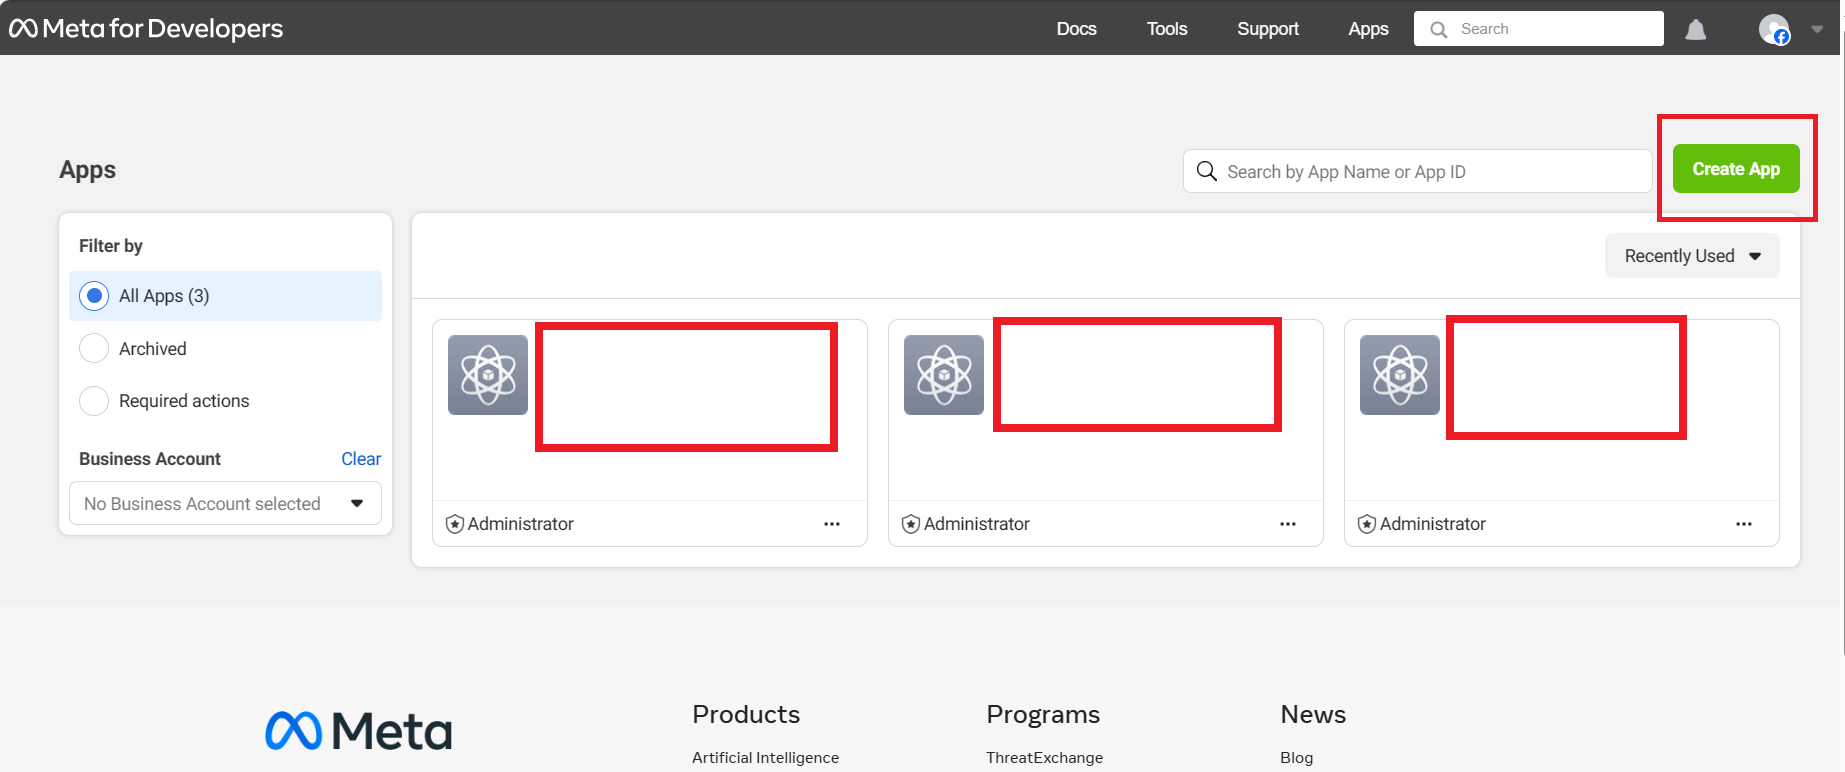 Meta for Developers
Docs
Tools
Support
Apps
Search
Apps
Search by App Name or App ID
Create App
Filter by
All Apps (3)
Archived
Required actions
Business Account
Clear
No Business Account selected
Recently Used
Administrator
Administrator
Administrator
Meta
Products
Artificial Intelligence
Programs
ThreatExchange
News
Blog